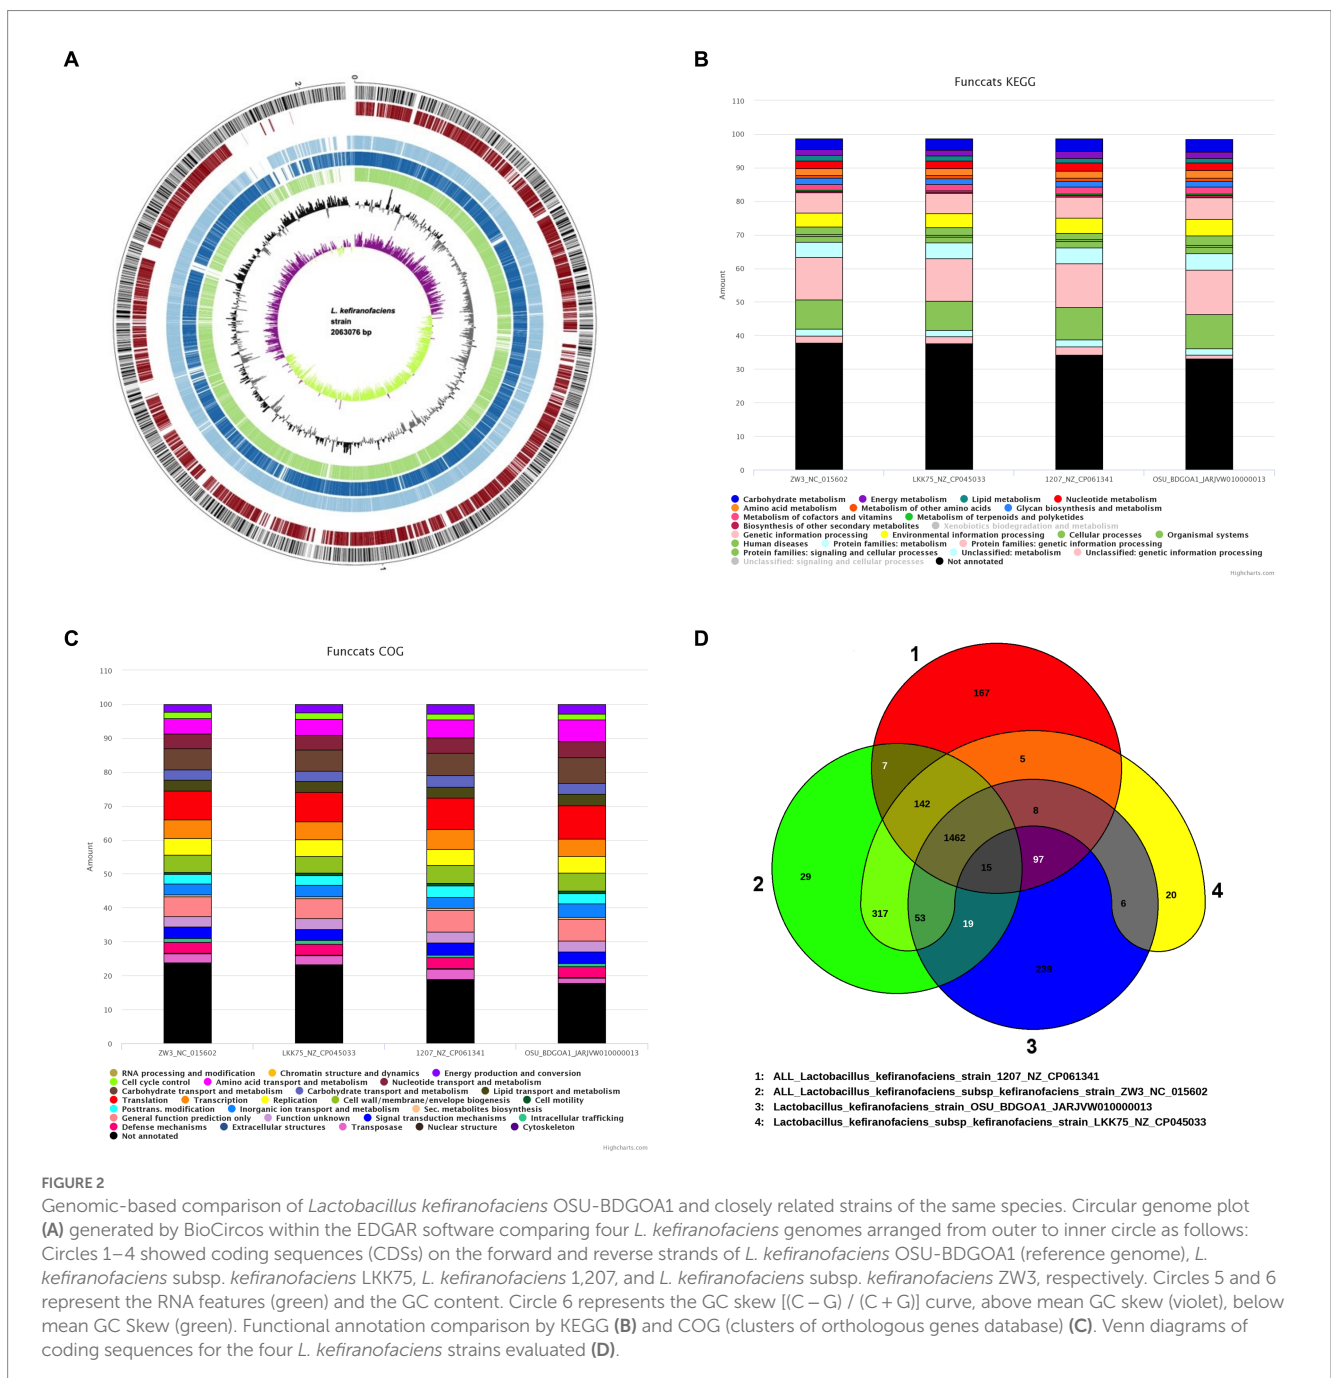 A
0
2
1
L. kefiranofaciens
strain
2063076 bp
B
Funccats KEGG
110
100
90
80
70
60
50
40
30
20
10
0
Amount
ZW3_NC_015602
LKK75_NZ_CP045033
1207_NZ_CP061341
OSU_BDGOA1_JARJVW010000013
Carbohydrate metabolism Energy metabolism Lipid metabolism Nucleotide metabolism
Amino acid metabolism Metabolism of other amino acids Glycan biosynthesis and metabolism
Metabolism of cofactors and vitamins Metabolism of terpenoids and polyketides
Biosynthesis of other secondary metabolites Xenobiotics biodegradation and metabolism
Genetic information processing Environmental information processing Cellular processes Organismal systems
Human diseases Protein families: metabolism Protein families: genetic information processing
Protein families: signaling and cellular processes Unclassified: metabolism Unclassified: genetic information processing
Unclassified: signaling and cellular processes Not annotated
Highcharts.com
C
Funccats COG
110
100
90
80
70
60
50
40
30
20
10
0
Amount
ZW3_NC_015602
LKK75_NZ_CP045033
1207_NZ_CP061341
OSU_BDGOA1_JARJVW010000013
RNA processing and modification Chromatin structure and dynamics Energy production and conversion
Cell cycle control Amino acid transport and metabolism Nucleotide transport and metabolism
Carbohydrate transport and metabolism Carbohydrate transport and metabolism Lipid transport and metabolism
Translation Transcription Replication Cell wall/membrane/envelope biogenesis Cell motility
Posttrans. modification Inorganic ion transport and metabolism Sec. metabolites biosynthesis
General function prediction only Function unknown Signal transduction mechanisms Intracellular trafficking
Defense mechanisms Extracellular structures Transposase Nuclear structure Cytoskeleton
Not annotated
Highcharts.com
D
1
167
7
5
142
8
1462
15
97
2
29
4
20
6
317
53
19
239
3
1: ALL_Lactobacillus_kefiranofaciens_strain_1207_NZ_CP061341
2: ALL_Lactobacillus_kefiranofaciens_subsp_kefiranofaciens_strain_ZW3_NC_015602
3: Lactobacillus_kefiranofaciens_strain_OSU_BDGOA1_JARJVW010000013
4: Lactobacillus_kefiranofaciens_subsp_kefiranofaciens_strain_LKK75_NZ_CP045033
FIGURE 2
Genomic-based comparison of Lactobacillus kefiranofaciens OSU-BDGOA1 and closely related strains of the same species. Circular genome plot
(A) generated by BioCircos within the EDGAR software comparing four L. kefiranofaciens genomes arranged from outer to inner circle as follows:
Circles 1–4 showed coding sequences (CDSs) on the forward and reverse strands of L. kefiranofaciens OSU-BDGOA1 (reference genome), L.
kefiranofaciens subsp. kefiranofaciens LKK75, L. kefiranofaciens 1,207, and L. kefiranofaciens subsp. kefiranofaciens ZW3, respectively. Circles 5 and 6
represent the RNA features (green) and the GC content. Circle 6 represents the GC skew [(C – G) / (C + G)] curve, above mean GC skew (violet), below
mean GC Skew (green). Functional annotation comparison by KEGG (B) and COG (clusters of orthologous genes database) (C). Venn diagrams of
coding sequences for the four L. kefiranofaciens strains evaluated (D).